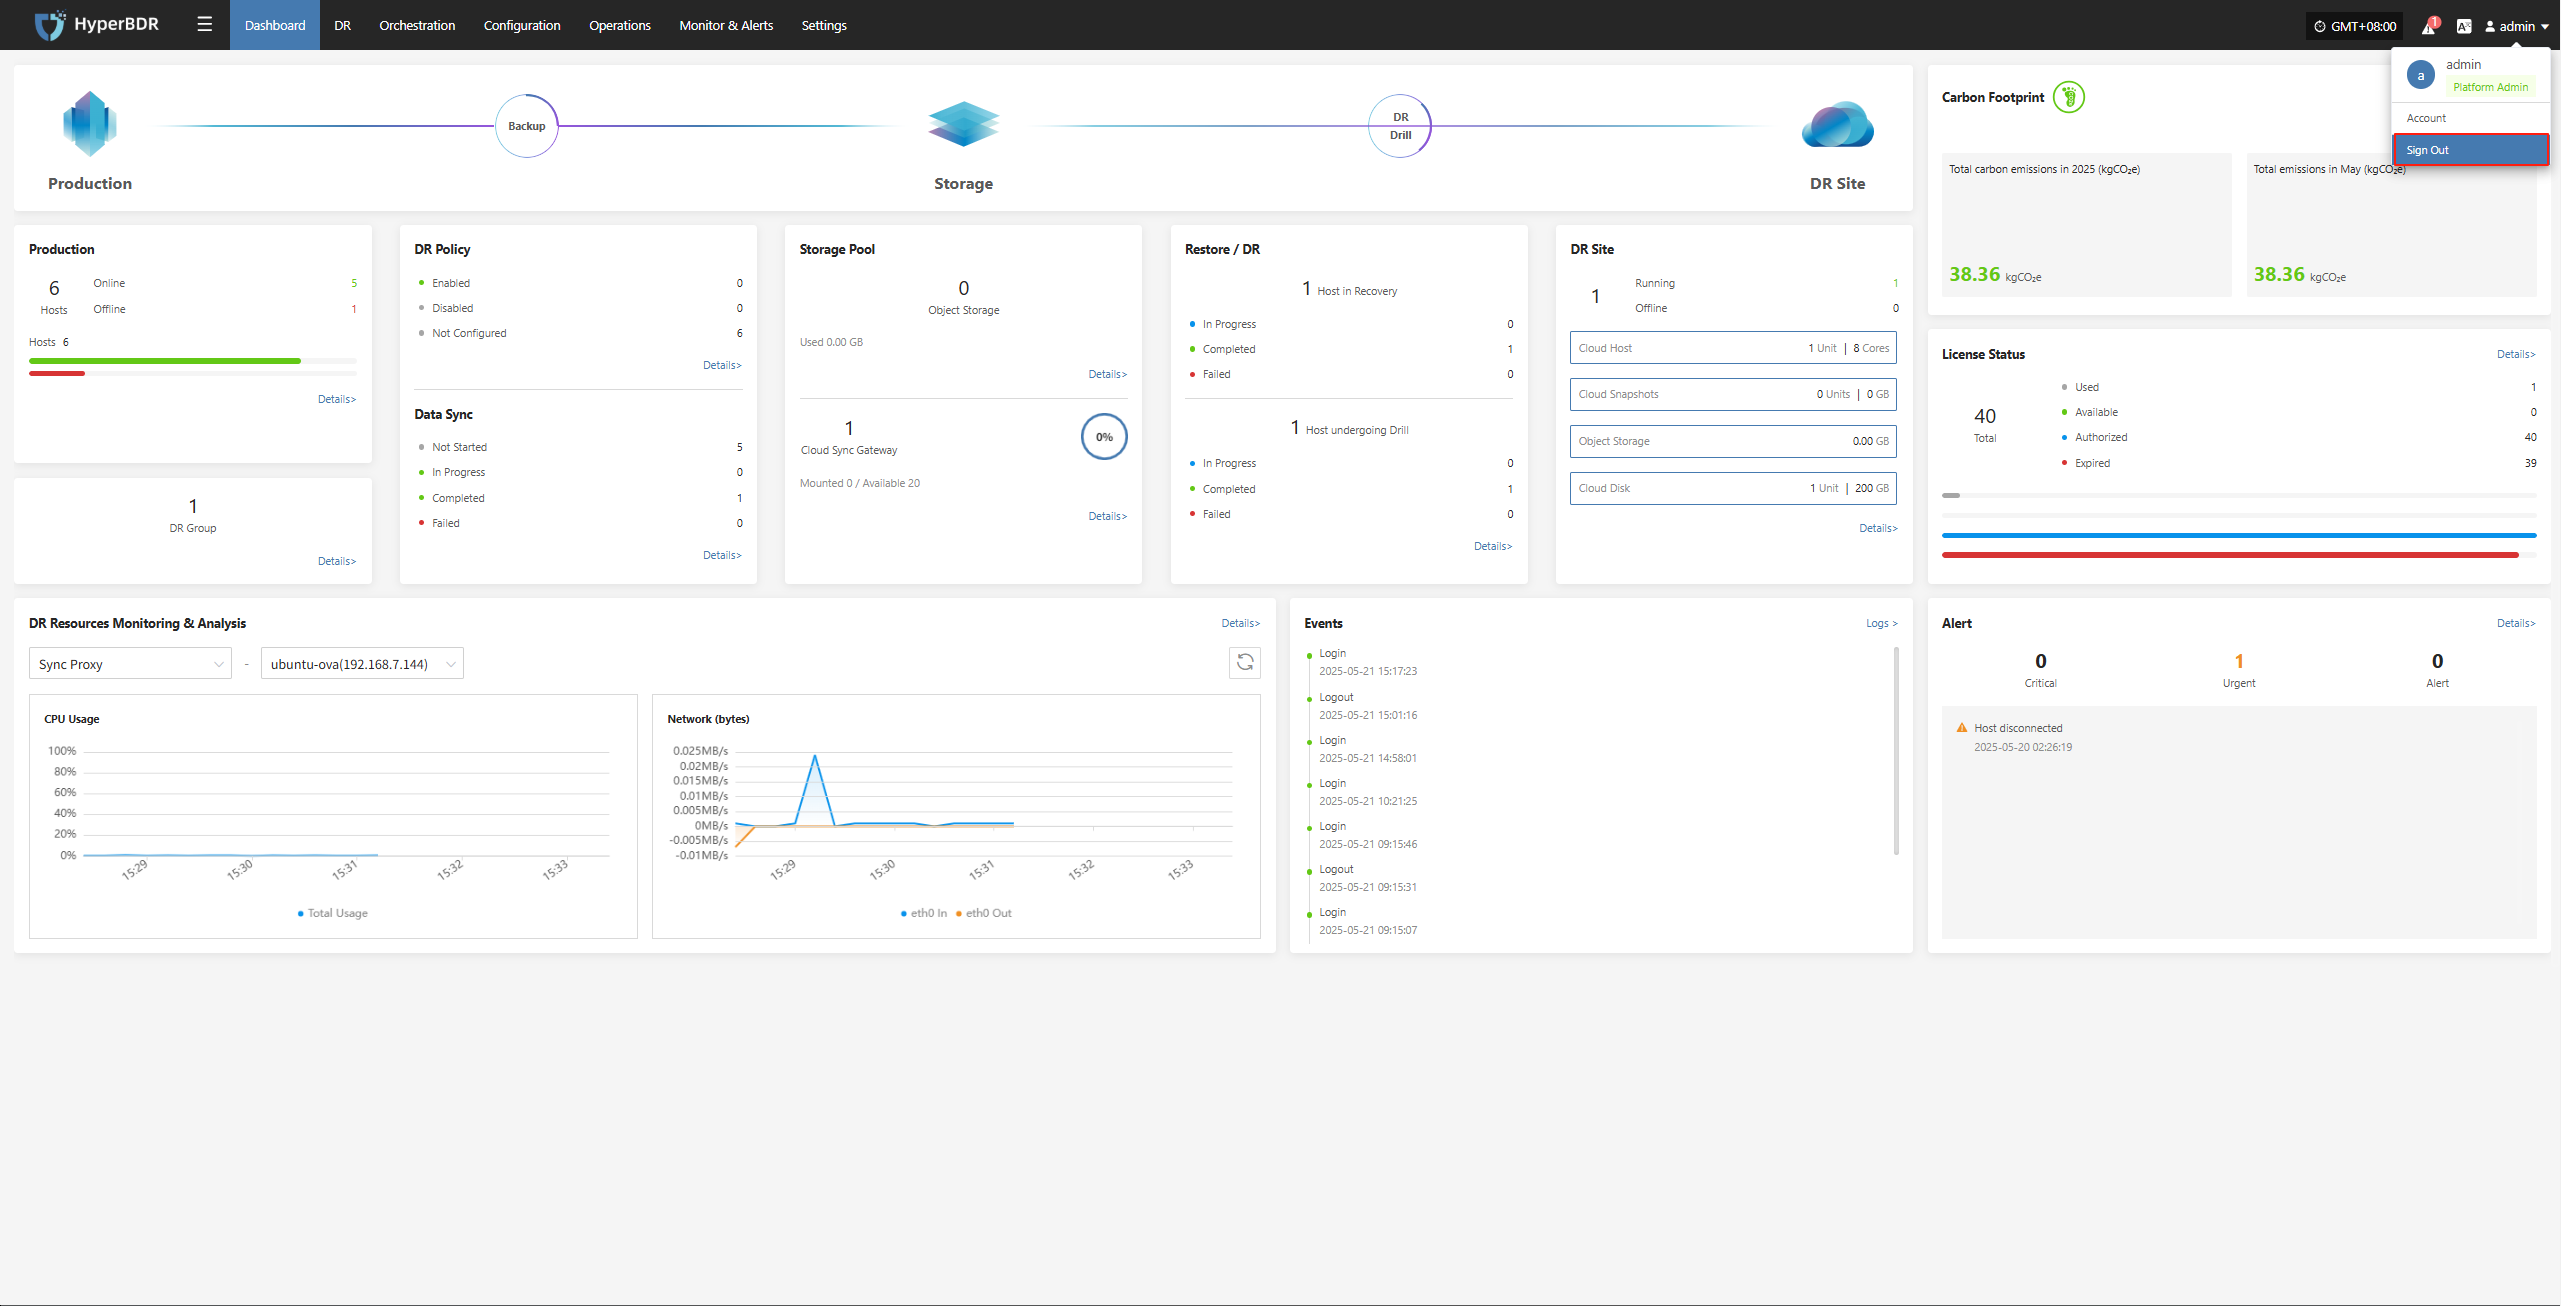 HyperBDR
Dashboard
DR
Orchestration
Configuration
Operations
Monitor & Alerts
Settings
GMT+08:00
1
A
admin
a
admin
Platform Admin
Account
Sign Out
Backup
DR
Drill
Production
Storage
DR Site
Carbon Footprint
Total carbon emissions in 2025 (kgCO₂e)
38.36 kgCO₂e
Total emissions in May (kgCO₂e)
38.36 kgCO₂e
Production
6
Hosts
Online 5
Offline 1
Hosts 6
Details>
1
DR Group
Details>
DR Policy
Enabled 0
Disabled 0
Not Configured 6
Details>
Data Sync
Not Started 5
In Progress 0
Completed 1
Failed 0
Details>
Storage Pool
0
Object Storage
Used 0.00 GB
Details>
1
Cloud Sync Gateway
0%
Mounted 0 / Available 20
Details>
Restore / DR
1 Host in Recovery
In Progress 0
Completed 1
Failed 0
1 Host undergoing Drill
In Progress 0
Completed 1
Failed 0
Details>
DR Site
1
Running 1
Offline 0
Cloud Host 1 Unit | 8 Cores
Cloud Snapshots 0 Units | 0 GB
Object Storage 0.00 GB
Cloud Disk 1 Unit | 200 GB
Details>
License Status
Details>
40
Total
Used 1
Available 0
Authorized 40
Expired 39
DR Resources Monitoring & Analysis
Details>
Sync Proxy - ubuntu-ova(192.168.7.144)
CPU Usage
100%
80%
60%
40%
20%
0%
15:29 15:30 15:31 15:32 15:33
Total Usage
Network (bytes)
0.025MB/s
0.02MB/s
0.015MB/s
0.01MB/s
0.005MB/s
0MB/s
-0.005MB/s
-0.01MB/s
15:29 15:30 15:31 15:32 15:33
eth0 In eth0 Out
Events
Logs >
Login
2025-05-21 15:17:23
Logout
2025-05-21 15:01:16
Login
2025-05-21 14:58:01
Login
2025-05-21 10:21:25
Login
2025-05-21 09:15:46
Logout
2025-05-21 09:15:31
Login
2025-05-21 09:15:07
Alert
Details>
0
Critical
1
Urgent
0
Alert
Host disconnected
2025-05-20 02:26:19